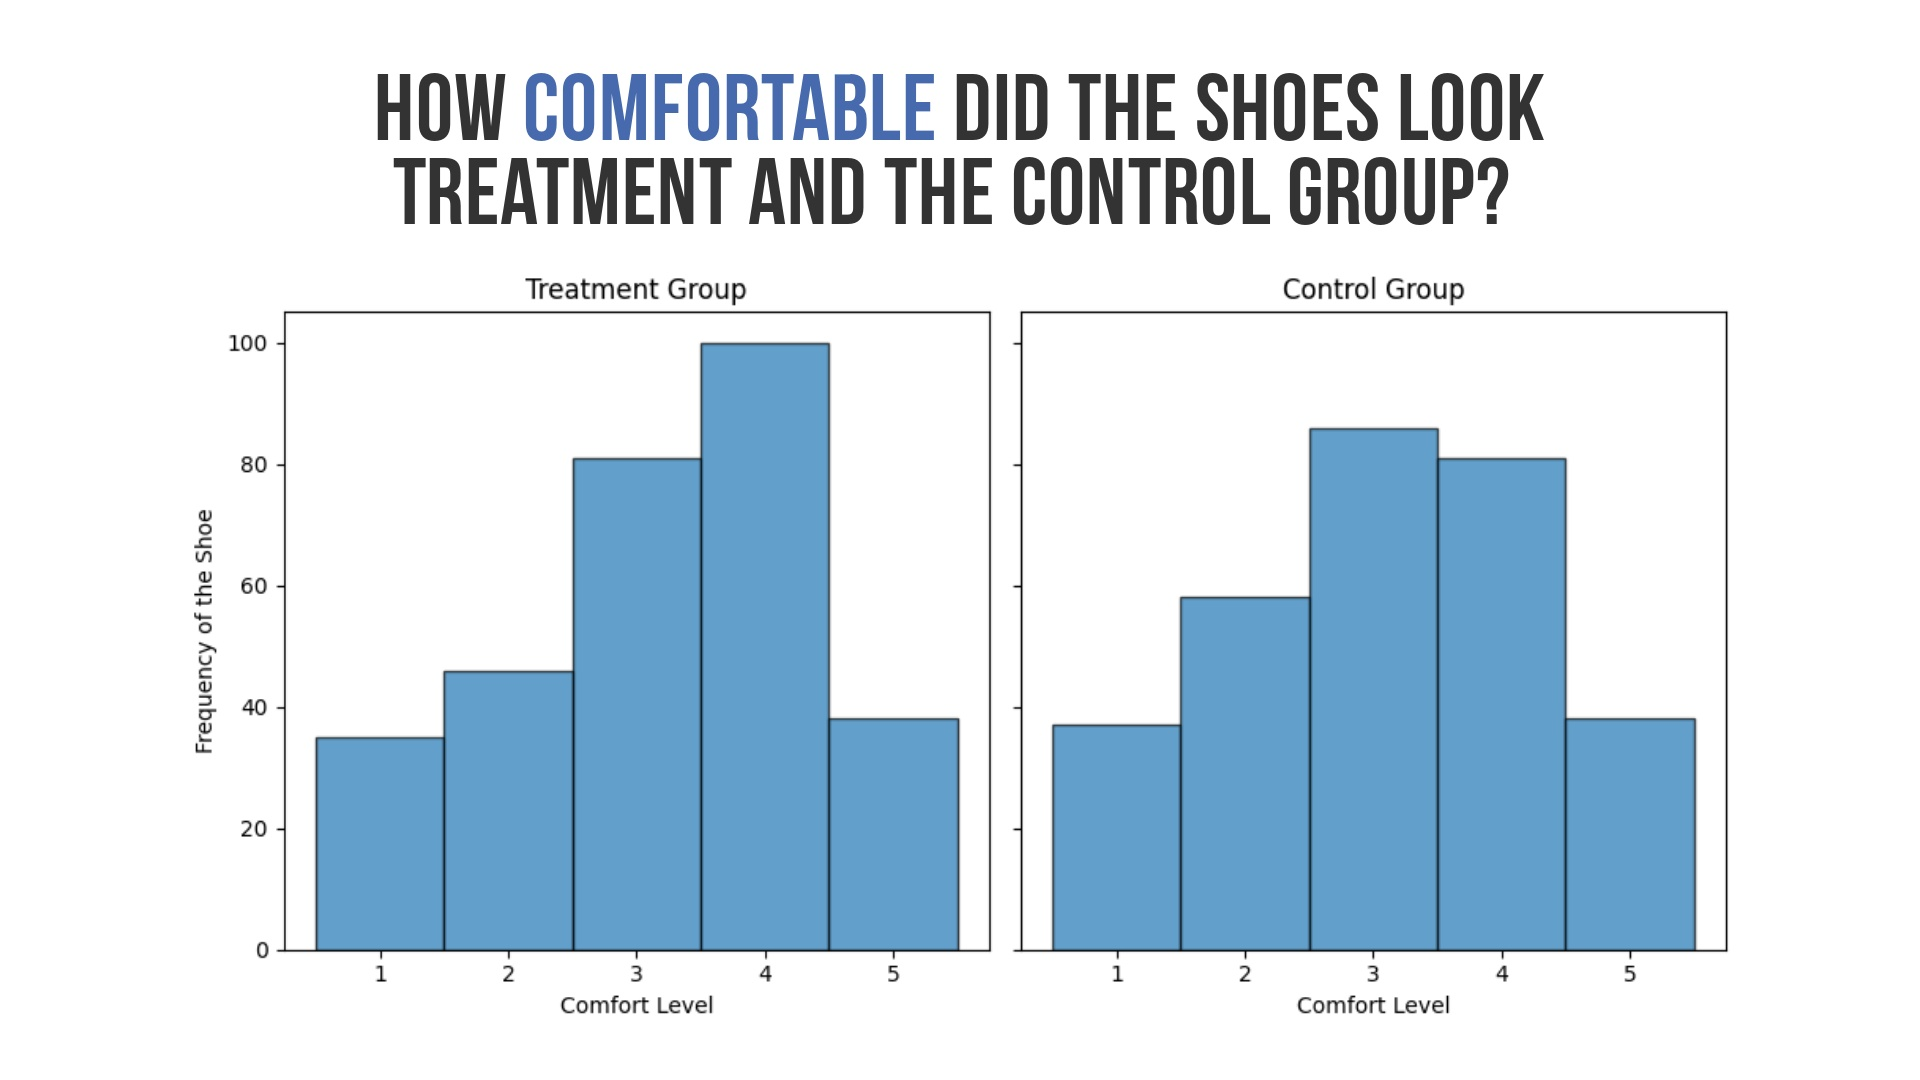 HOW COMFORTABLE DID THE SHOES LOOK
TREATMENT AND THE CONTROL GROUP?
Treatment Group
Control Group
Frequency of the Shoe
100
80
60
40
20
0
1 2 3 4 5
Comfort Level
1 2 3 4 5
Comfort Level